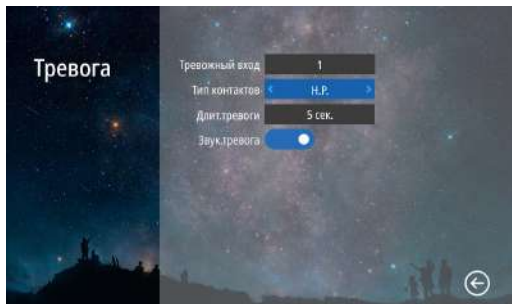 Тревога
Тревожный вход 1
Тип контактов Н.Р.
Длит.тревоги 5 сек.
Звук.тревога